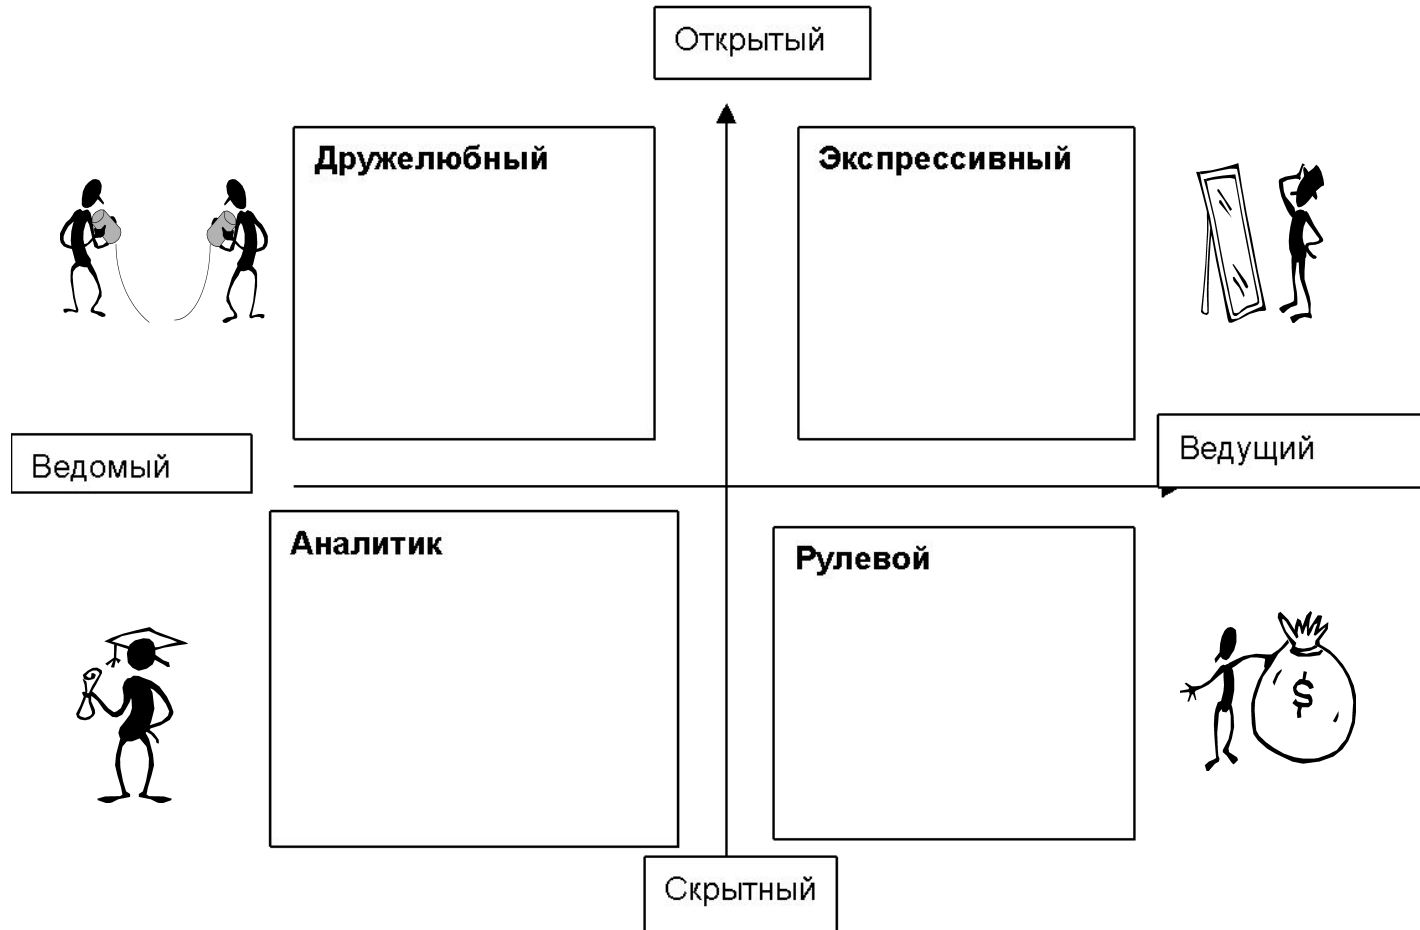 Открытый
Дружелюбный
Экспрессивный
Ведомый
Ведущий
Аналитик
Рулевой
$
Скрытный